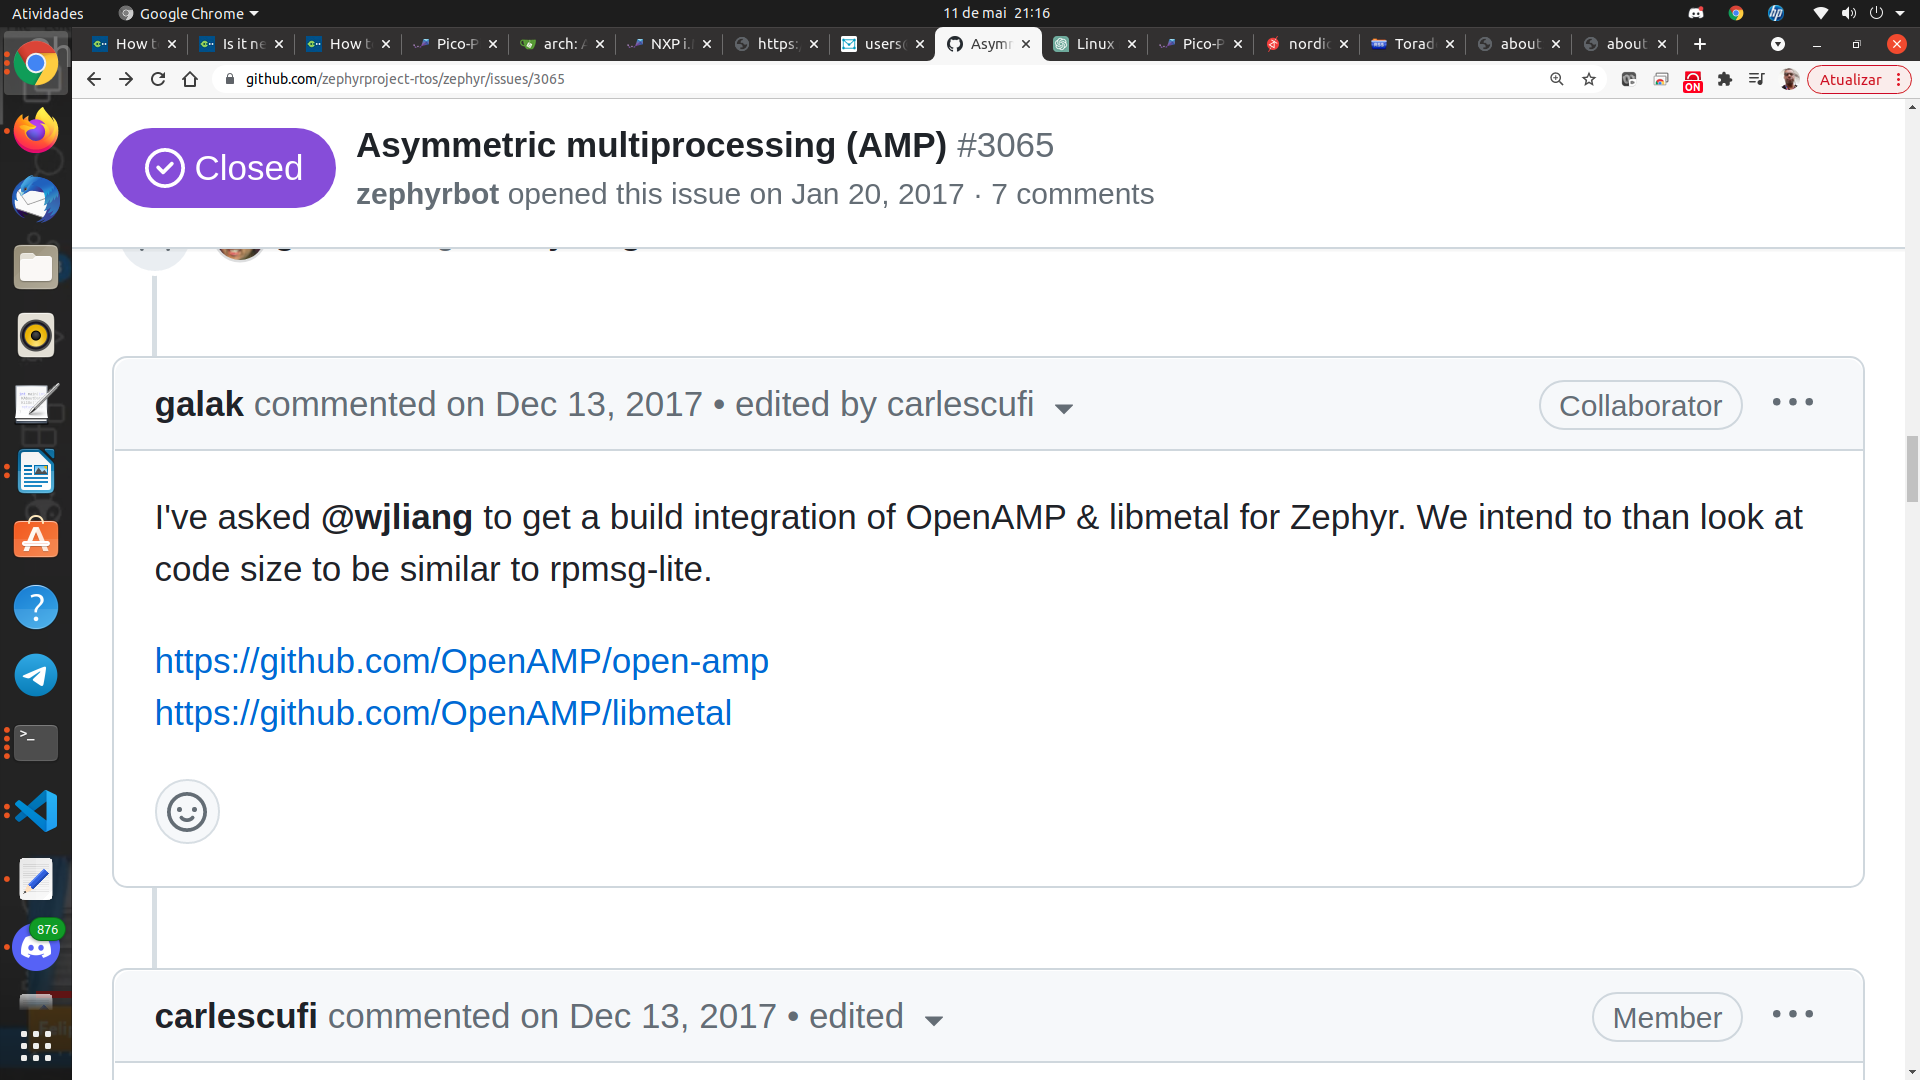 Atividades
Google Chrome
11 de mai 21:16
How t
Is it ne
How t
Pico-P
arch: A
NXP i.
https:
users
Asym
Linux
Pico-P
nordic
Torad
about
about
github.com/zephyrproject-rtos/zephyr/issues/3065
ON
Atualizar
Closed
Asymmetric multiprocessing (AMP) #3065
zephyrbot opened this issue on Jan 20, 2017 · 7 comments
galak commented on Dec 13, 2017 • edited by carlescufi
Collaborator
I've asked @wjliang to get a build integration of OpenAMP & libmetal for Zephyr. We intend to than look at
code size to be similar to rpmsg-lite.
https://github.com/OpenAMP/open-amp
https://github.com/OpenAMP/libmetal
876
carlescufi commented on Dec 13, 2017 • edited
Member